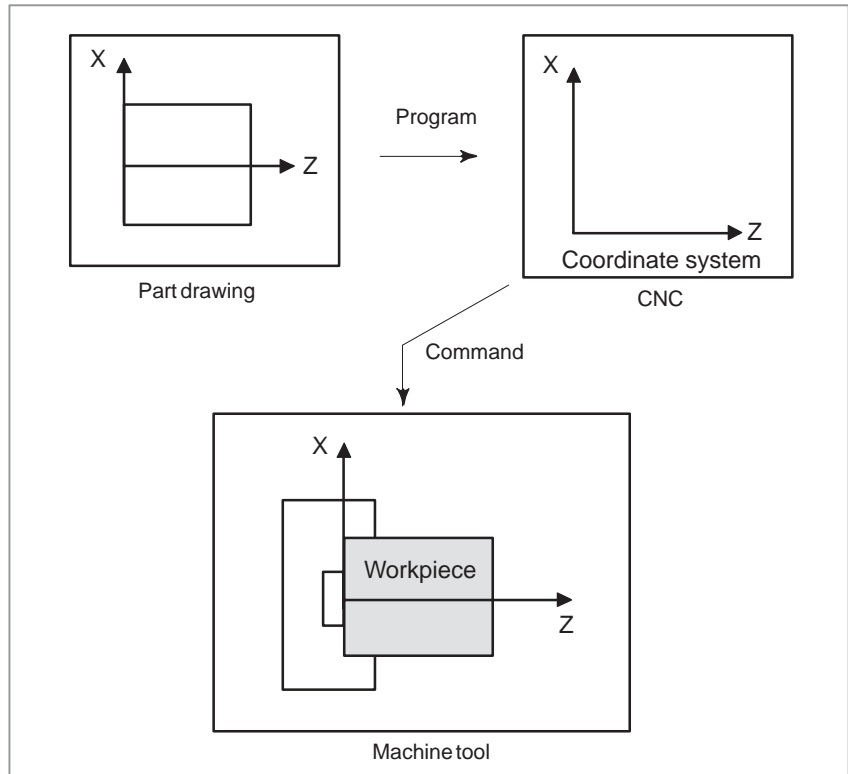 X
Z
Part drawing
Program
X
Z
Coordinate system
CNC
Command
X
Workpiece
Z
Machine tool